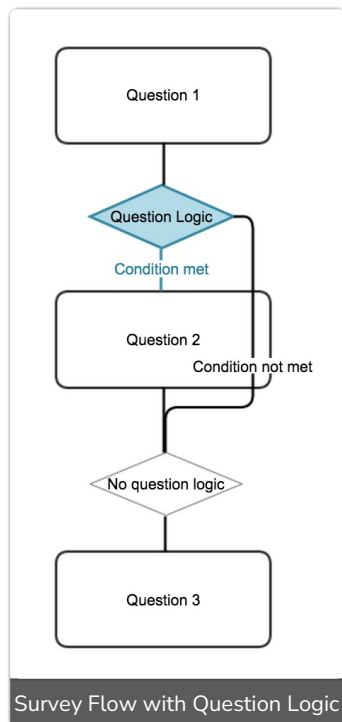 Question 1
Question Logic
Condition met
Question 2
Condition not met
No question logic
Question 3
Survey Flow with Question Logic